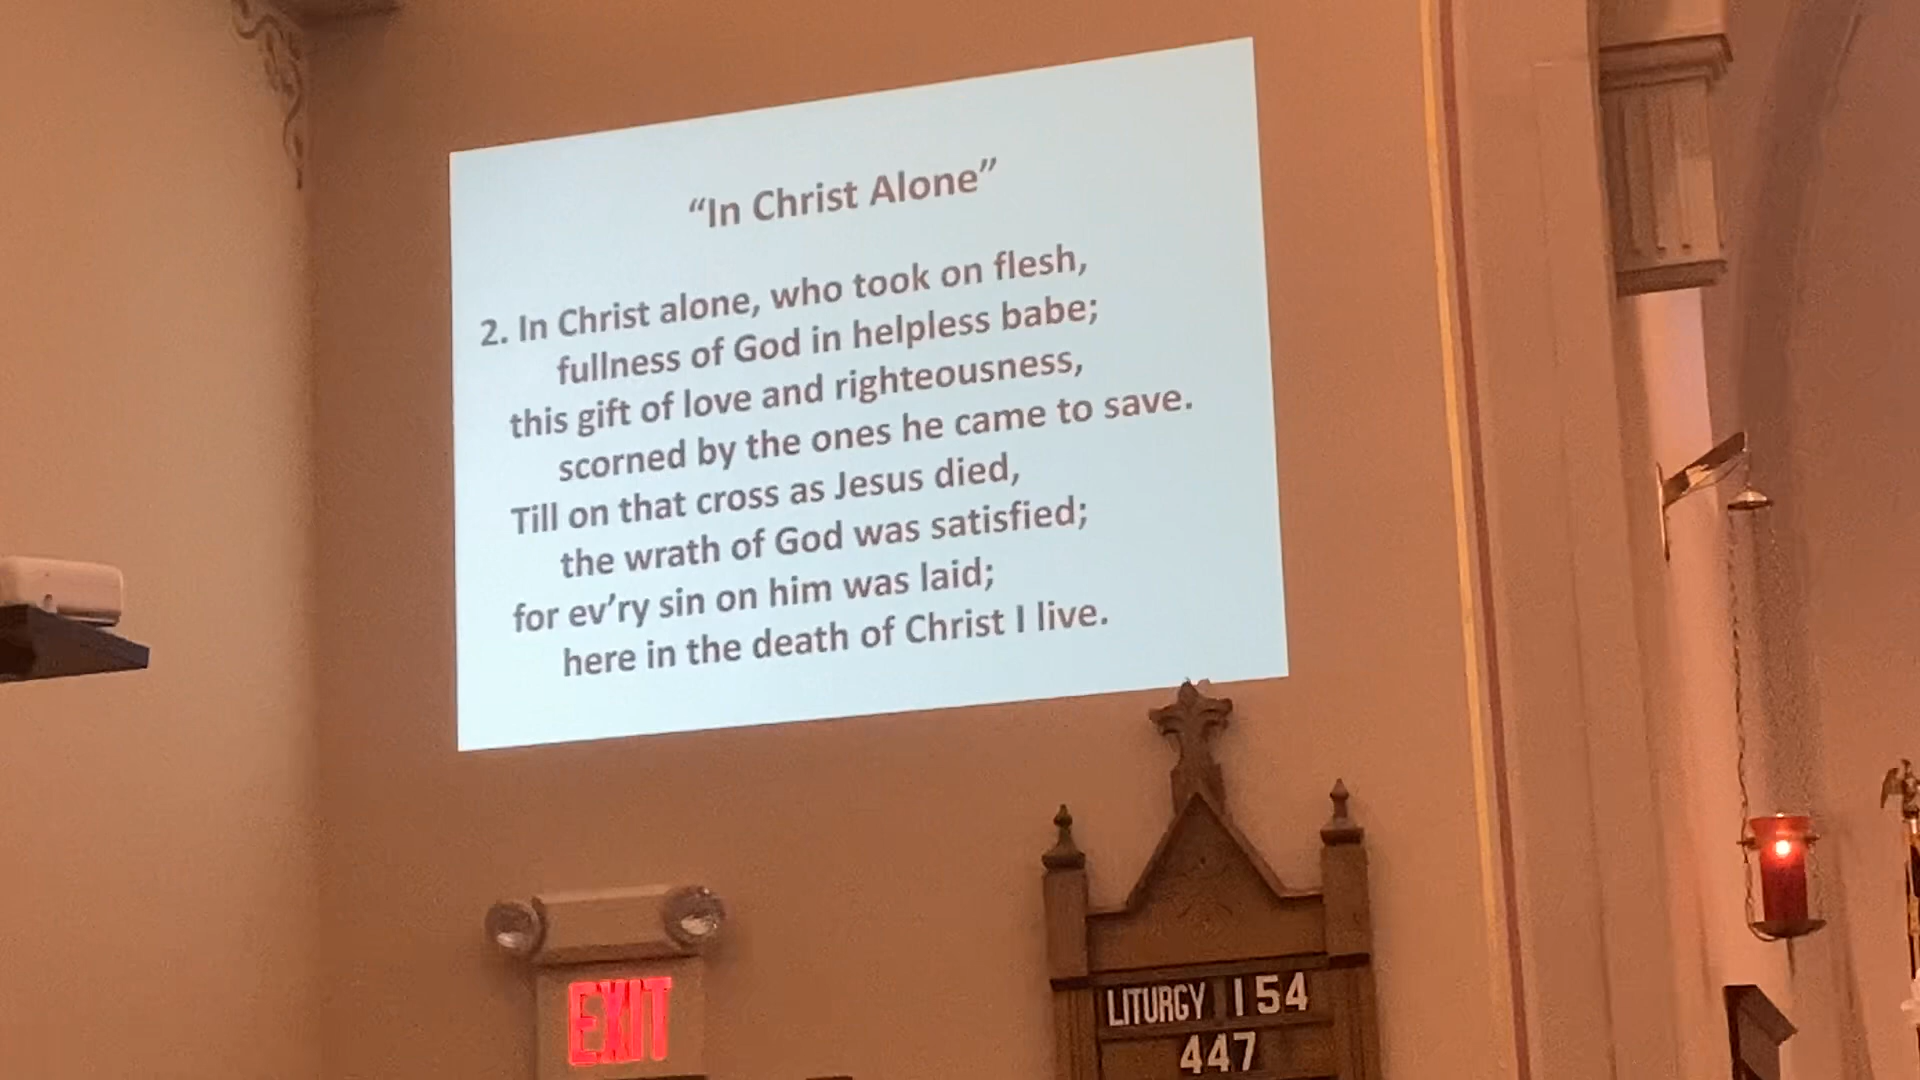 “In Christ Alone”
2. In Christ alone, who took on flesh,
fullness of God in helpless babe;
this gift of love and righteousness,
scorned by the ones he came to save.
Till on that cross as Jesus died,
the wrath of God was satisfied;
for ev’ry sin on him was laid;
here in the death of Christ I live.
EXIT
LITURGY 154
447